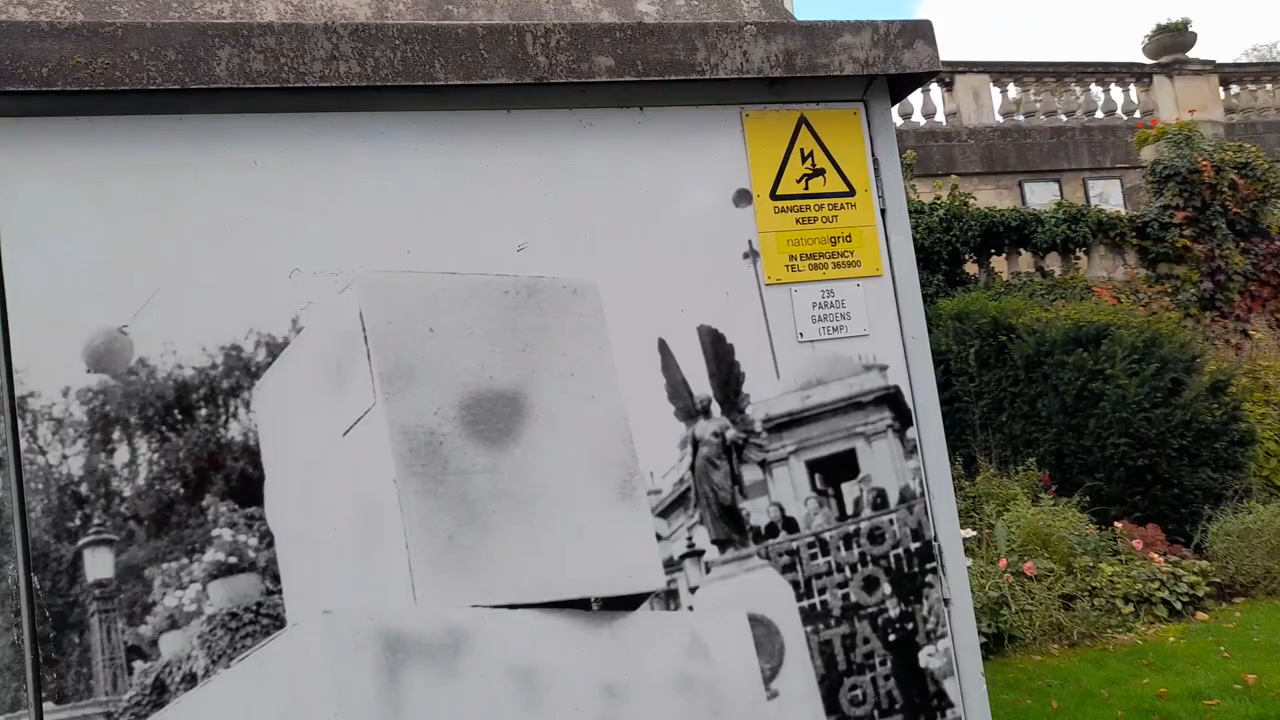 DANGER OF DEATH
KEEP OUT
nationalgrid
IN EMERGENCY
TEL: 0800 365900
235
PARADE
GARDENS
(TEMP)